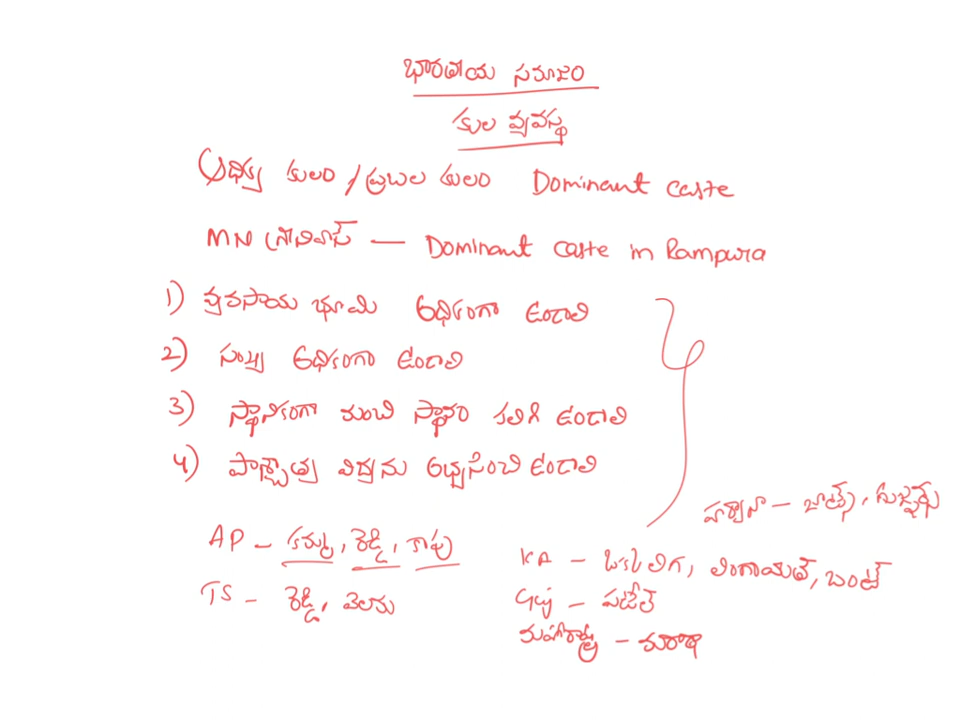 భారతీయ సమాజం
కుల వ్యవస్థ
ఆధిక్య కులం / ప్రబల కులం Dominant caste
MN శ్రీనివాస్ — Dominant caste in Rampura
1) వ్యవసాయ భూమి అధికంగా ఉండాలి
2) సంఖ్య అధికంగా ఉండాలి
3) స్థానికంగా మంచి స్థానం కలిగి ఉండాలి
4) పాశ్చాత్య విద్యను అభ్యసించి ఉండాలి
హర్యానా – జాట్స్, గుజ్జర్లు
AP – కమ్మ, రెడ్డి, కాపు
KA – ఒక్కలిగ, లింగాయత్, బంట్
TS – రెడ్డి, వెలమ
Guj – పటేల్
మహారాష్ట్ర – మరాఠా